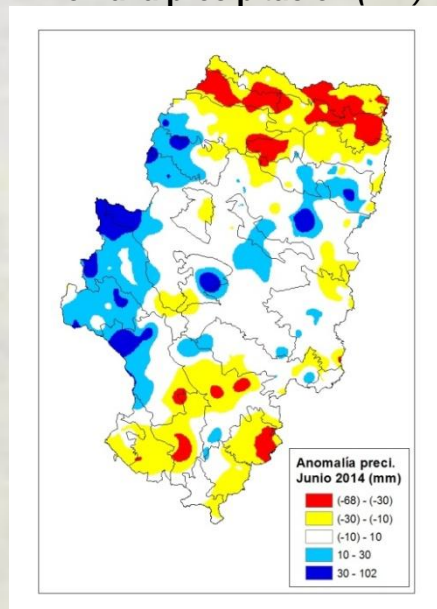 Anomalía preci.
Junio 2014 (mm)
(-68) - (-30)
(-30) - (-10)
(-10) - 10
10 - 30
30 - 102